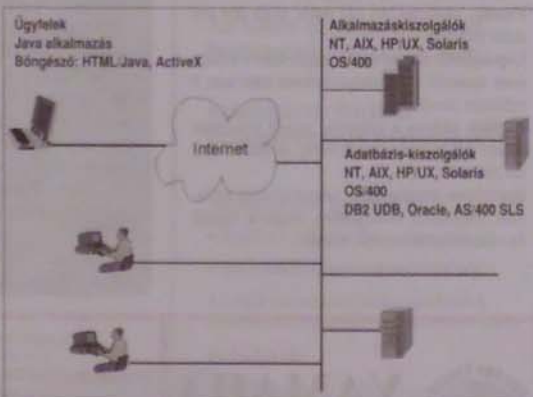 Ügyfelek
Java alkalmazás
Böngésző: HTML/Java, ActiveX
Internet
Alkalmazáskiszolgálók
NT, AIX, HP/UX, Solaris
OS/400
Adatbázis-kiszolgálók
NT, AIX, HP/UX, Solaris
OS/400
DB2 UDB, Oracle, AS/400 SLS